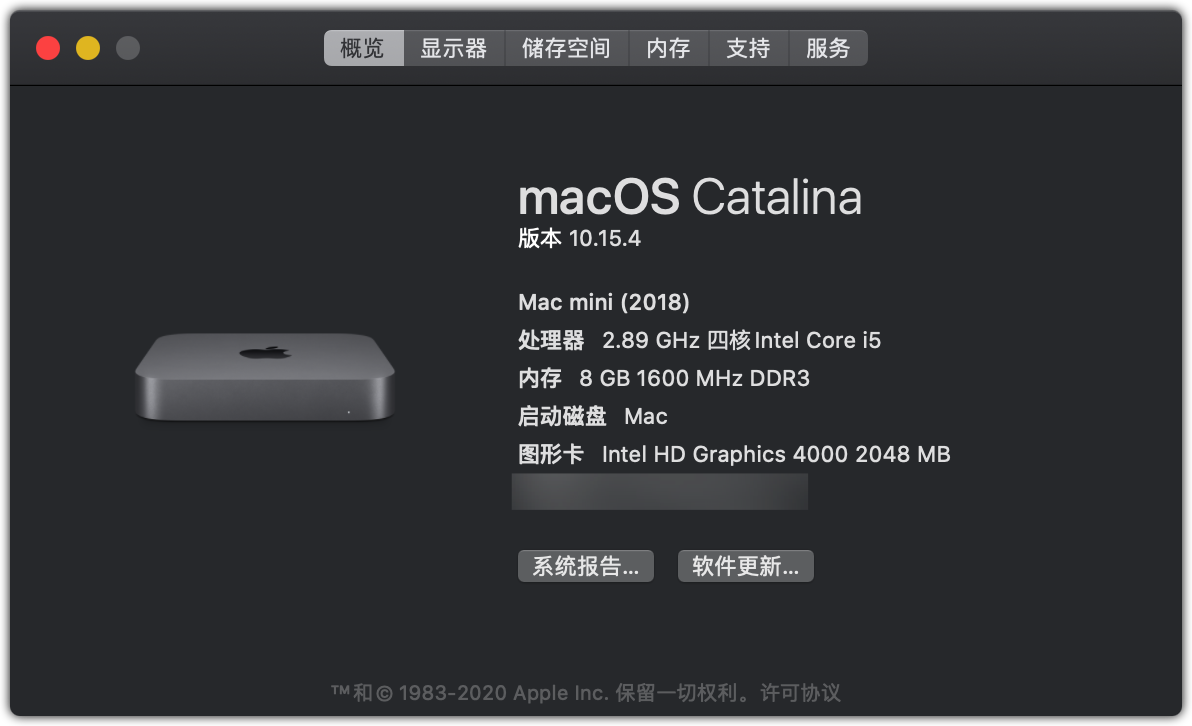 概览 显示器 储存空间 内存 支持 服务
macOS Catalina
版本 10.15.4
Mac mini (2018)
处理器 2.89 GHz 四核Intel Core i5
内存 8 GB 1600 MHz DDR3
启动磁盘 Mac
图形卡 Intel HD Graphics 4000 2048 MB
系统报告... 软件更新...
™和© 1983-2020 Apple Inc. 保留一切权利。许可协议